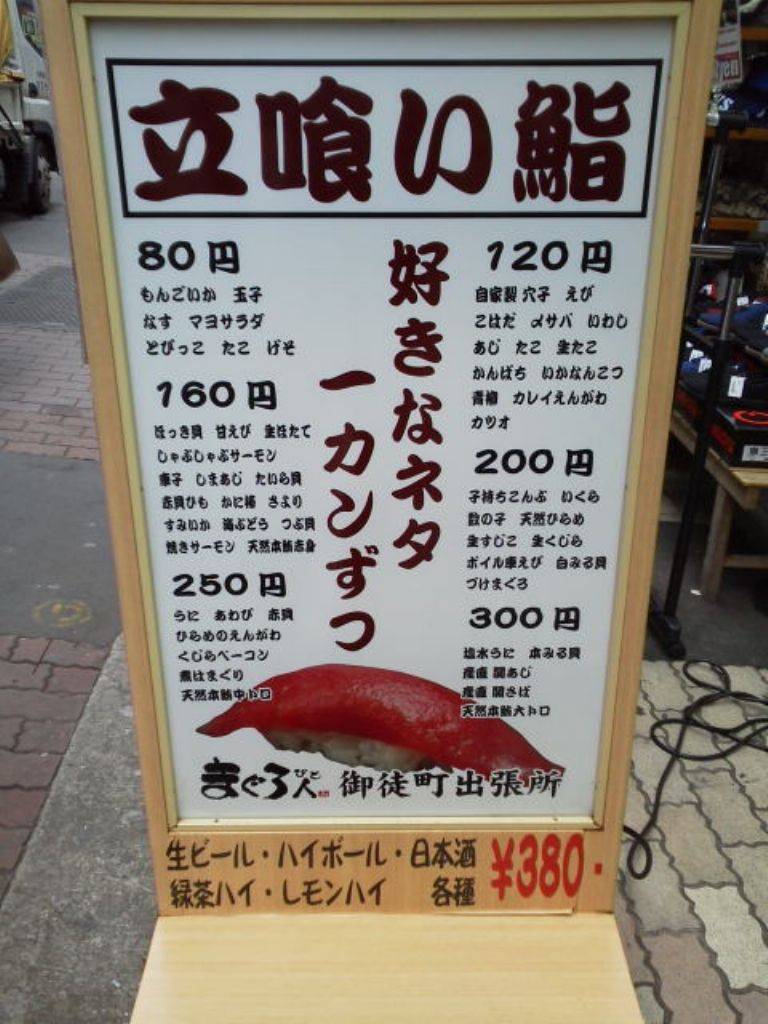 立喰い鮨
好きなネタ
一カンずつ
80円
もんごいか 玉子
なす マヨサラダ
とびっこ たこ げそ
120円
自家製穴子 えび
こはだ 〆サバ いわし
あじ たこ 生たこ
かんぱち いかなんこつ
青柳 カレイえんがわ
カツオ
160円
ほっき貝 甘えび 生ほたて
しゃぶしゃぶサーモン
車子 しまあじ たいら貝
赤貝ひも かに棒 さより
すみいか 海ぶどう つぶ貝
焼きサーモン 天然本鮪赤身
200円
子持ちこんぶ いくら
数の子 天然ひらめ
生すじこ 生くじら
ボイル車えび 白みる貝
づけまぐろ
250円
うに あわび 赤貝
ひらめのえんがわ
くじらベーコン
煮はまぐり
天然本鮪中トロ
300円
塩水うに 本みる貝
産直 関あじ
産直 関さば
天然本鮪大トロ
まぐろ人 びと 御徒町出張所
生ビール・ハイボール・日本酒
緑茶ハイ・レモンハイ 各種 ¥380.